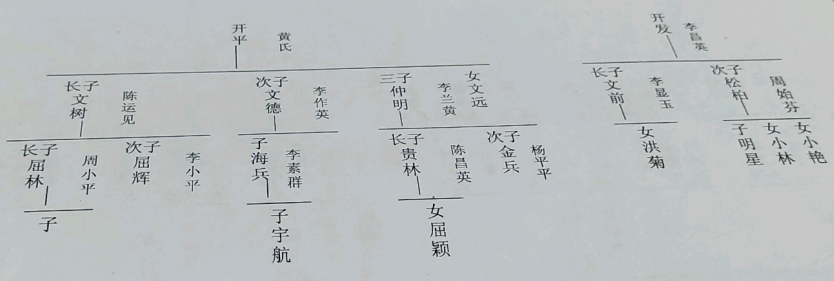 开平
黄氏
长子文树
陈运见
次子文德
李作英
三子仲明
李兰黄
女文远
长子屈林
周小平
次子屈辉
李小平
子海兵
李素群
长子贵林
陈昌英
次子金兵
杨平平
子
子宇航
女屈颖
开发
李昌英
长子文前
李显玉
次子松柏
周始芬
女洪菊
子明星
女小林
女小艳